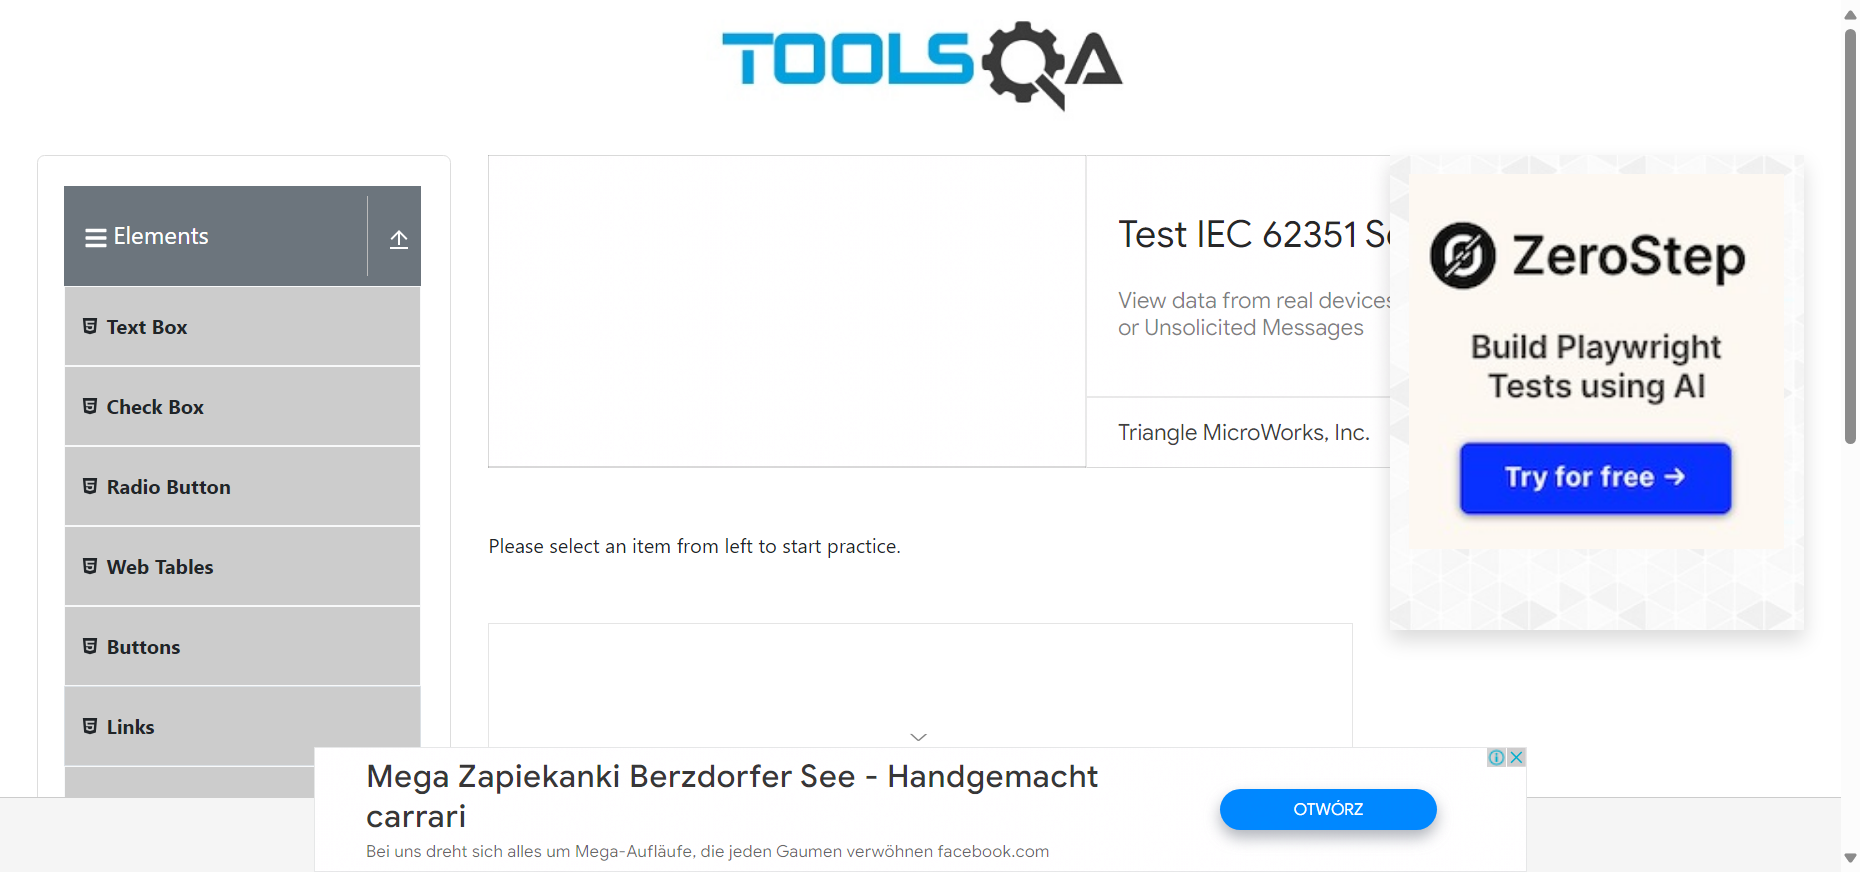 TOOLSQA
Elements
Text Box
Check Box
Radio Button
Web Tables
Buttons
Links
Test IEC 62351
View data from real devices
or Unsolicited Messages
Triangle MicroWorks, Inc.
ZeroStep
Build Playwright
Tests using AI
Try for free →
Please select an item from left to start practice.
Mega Zapiekanki Berzdorfer See - Handgemacht
carrari
Bei uns dreht sich alles um Mega-Aufläufe, die jeden Gaumen verwöhnen facebook.com
OTWÓRZ